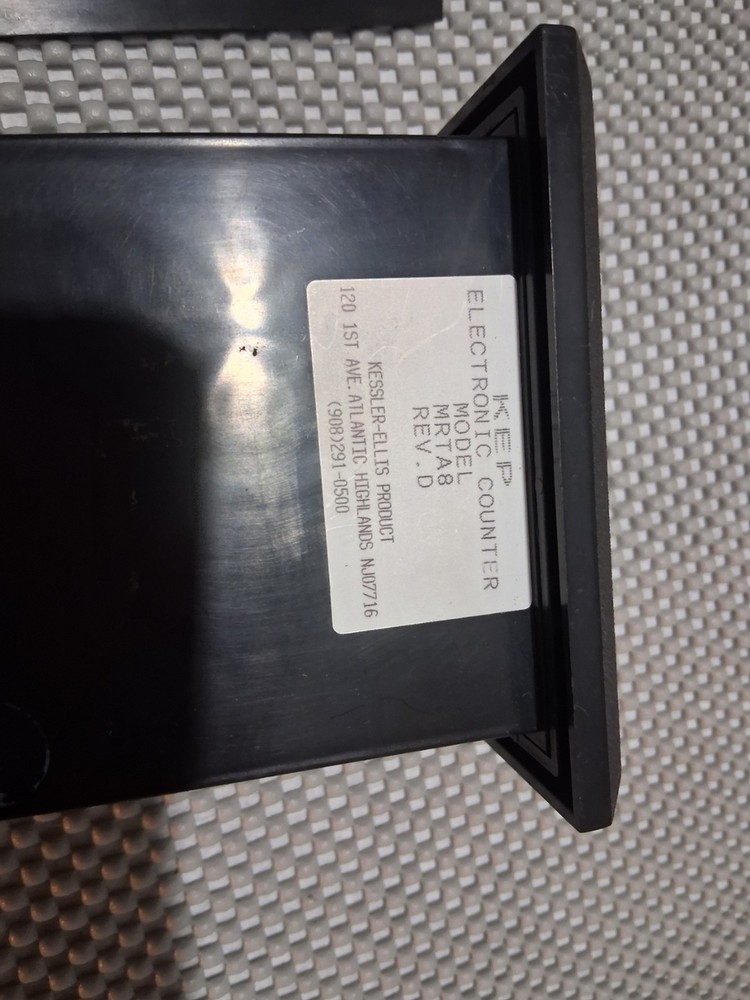 KEP
ELECTRONIC COUNTER
MODEL
MRTA8
REV.D
KESSLER-ELLIS PRODUCT
120 1ST AVE.ATLANTIC HIGHLANDS NJ07716
(908)291-0500